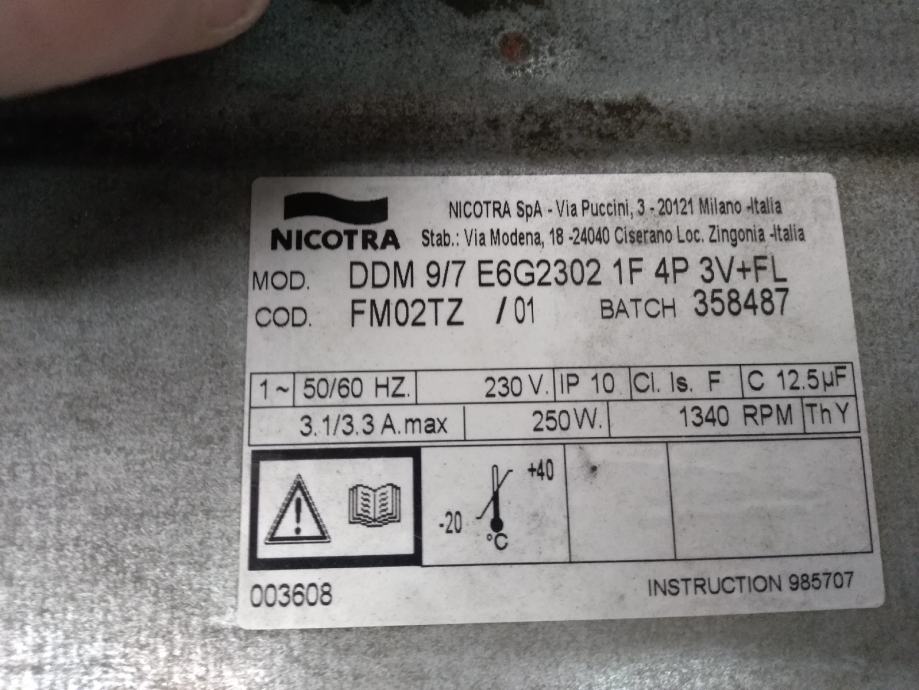 NICOTRA SpA - Via Puccini, 3 - 20121 Milano -Italia
NICOTRA Stab.: Via Modena, 18 -24040 Ciserano Loc. Zingonia -Italia
MOD. DDM 9/7 E6G2302 1F 4P 3V+FL
COD. FM02TZ / 01 BATCH 358487
1~ 50/60 HZ. 230 V. IP 10 Cl. Is. F C 12.5µF
3.1/3.3 A.max 250 W. 1340 RPM Th Y
-20 +40 °C
003608 INSTRUCTION 985707